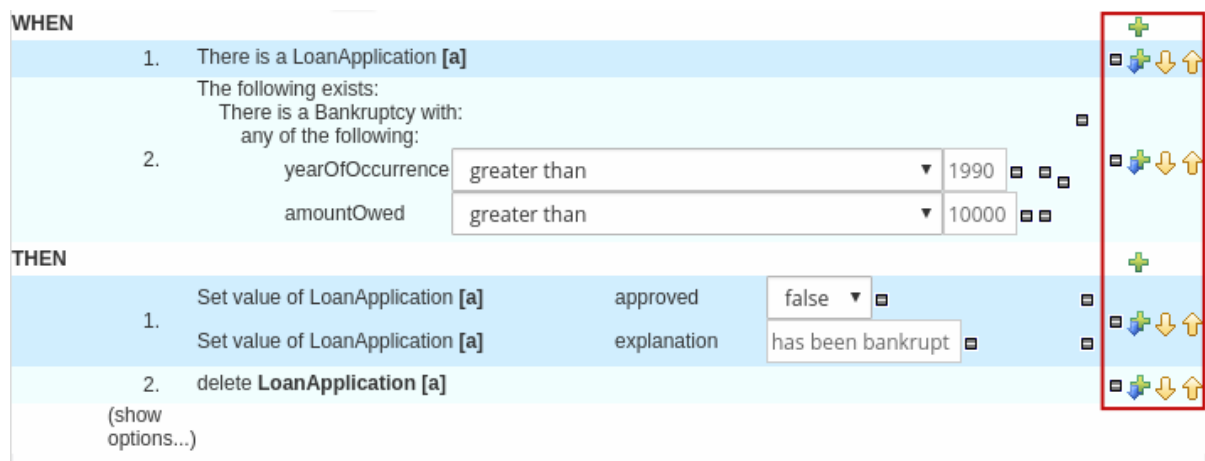 WHEN
1. There is a LoanApplication [a]
The following exists:
There is a Bankruptcy with:
any of the following:
2.
yearOfOccurrence greater than 1990
amountOwed greater than 10000
THEN
1.
Set value of LoanApplication [a] approved false
Set value of LoanApplication [a] explanation has been bankrupt
2. delete LoanApplication [a]
(show
options...)